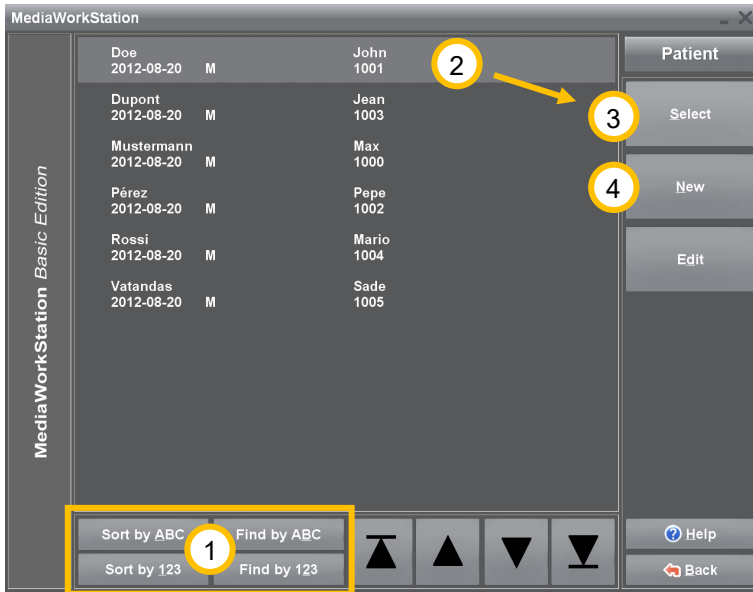 MediaWorkStation
MediaWorkStation Basic Edition
Doe John
2012-08-20 M 1001
Dupont Jean
2012-08-20 M 1003
Mustermann Max
2012-08-20 M 1000
Pérez Pepe
2012-08-20 M 1002
Rossi Mario
2012-08-20 M 1004
Vatandas Sade
2012-08-20 M 1005
2
Patient
3 Select
4 New
Edit
Sort by ABC Find by ABC
1
Sort by 123 Find by 123
? Help
Back